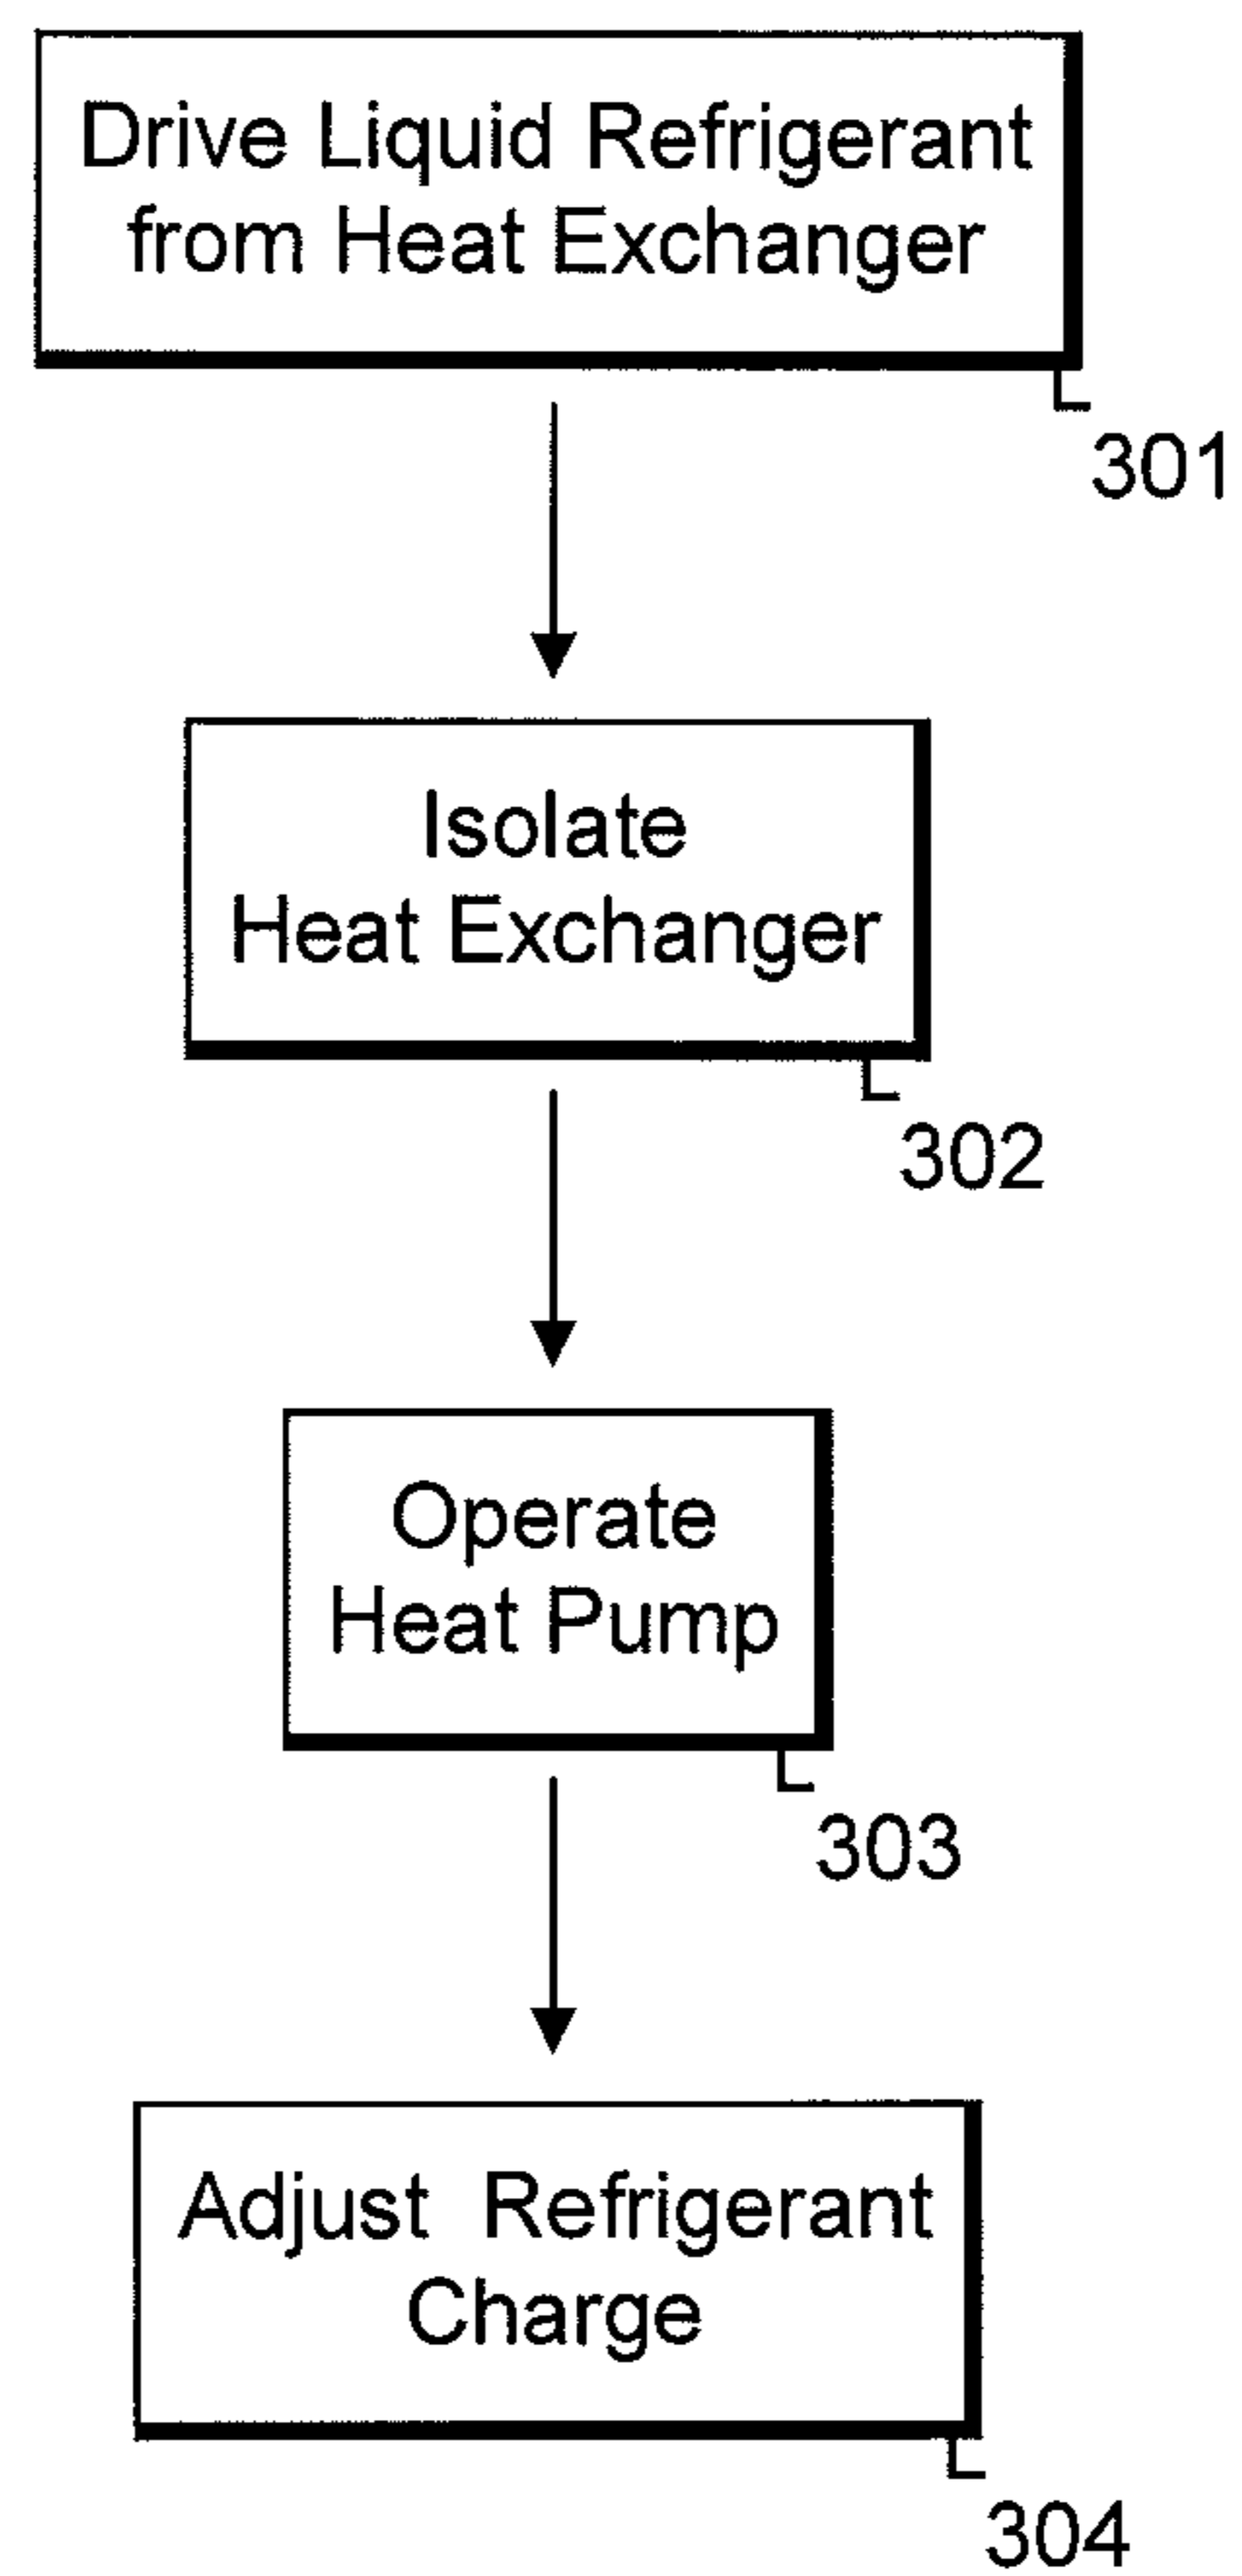 Drive Liquid Refrigerant
from Heat Exchanger
301
Isolate
Heat Exchanger
302
Operate
Heat Pump
303
Adjust Refrigerant
Charge
304